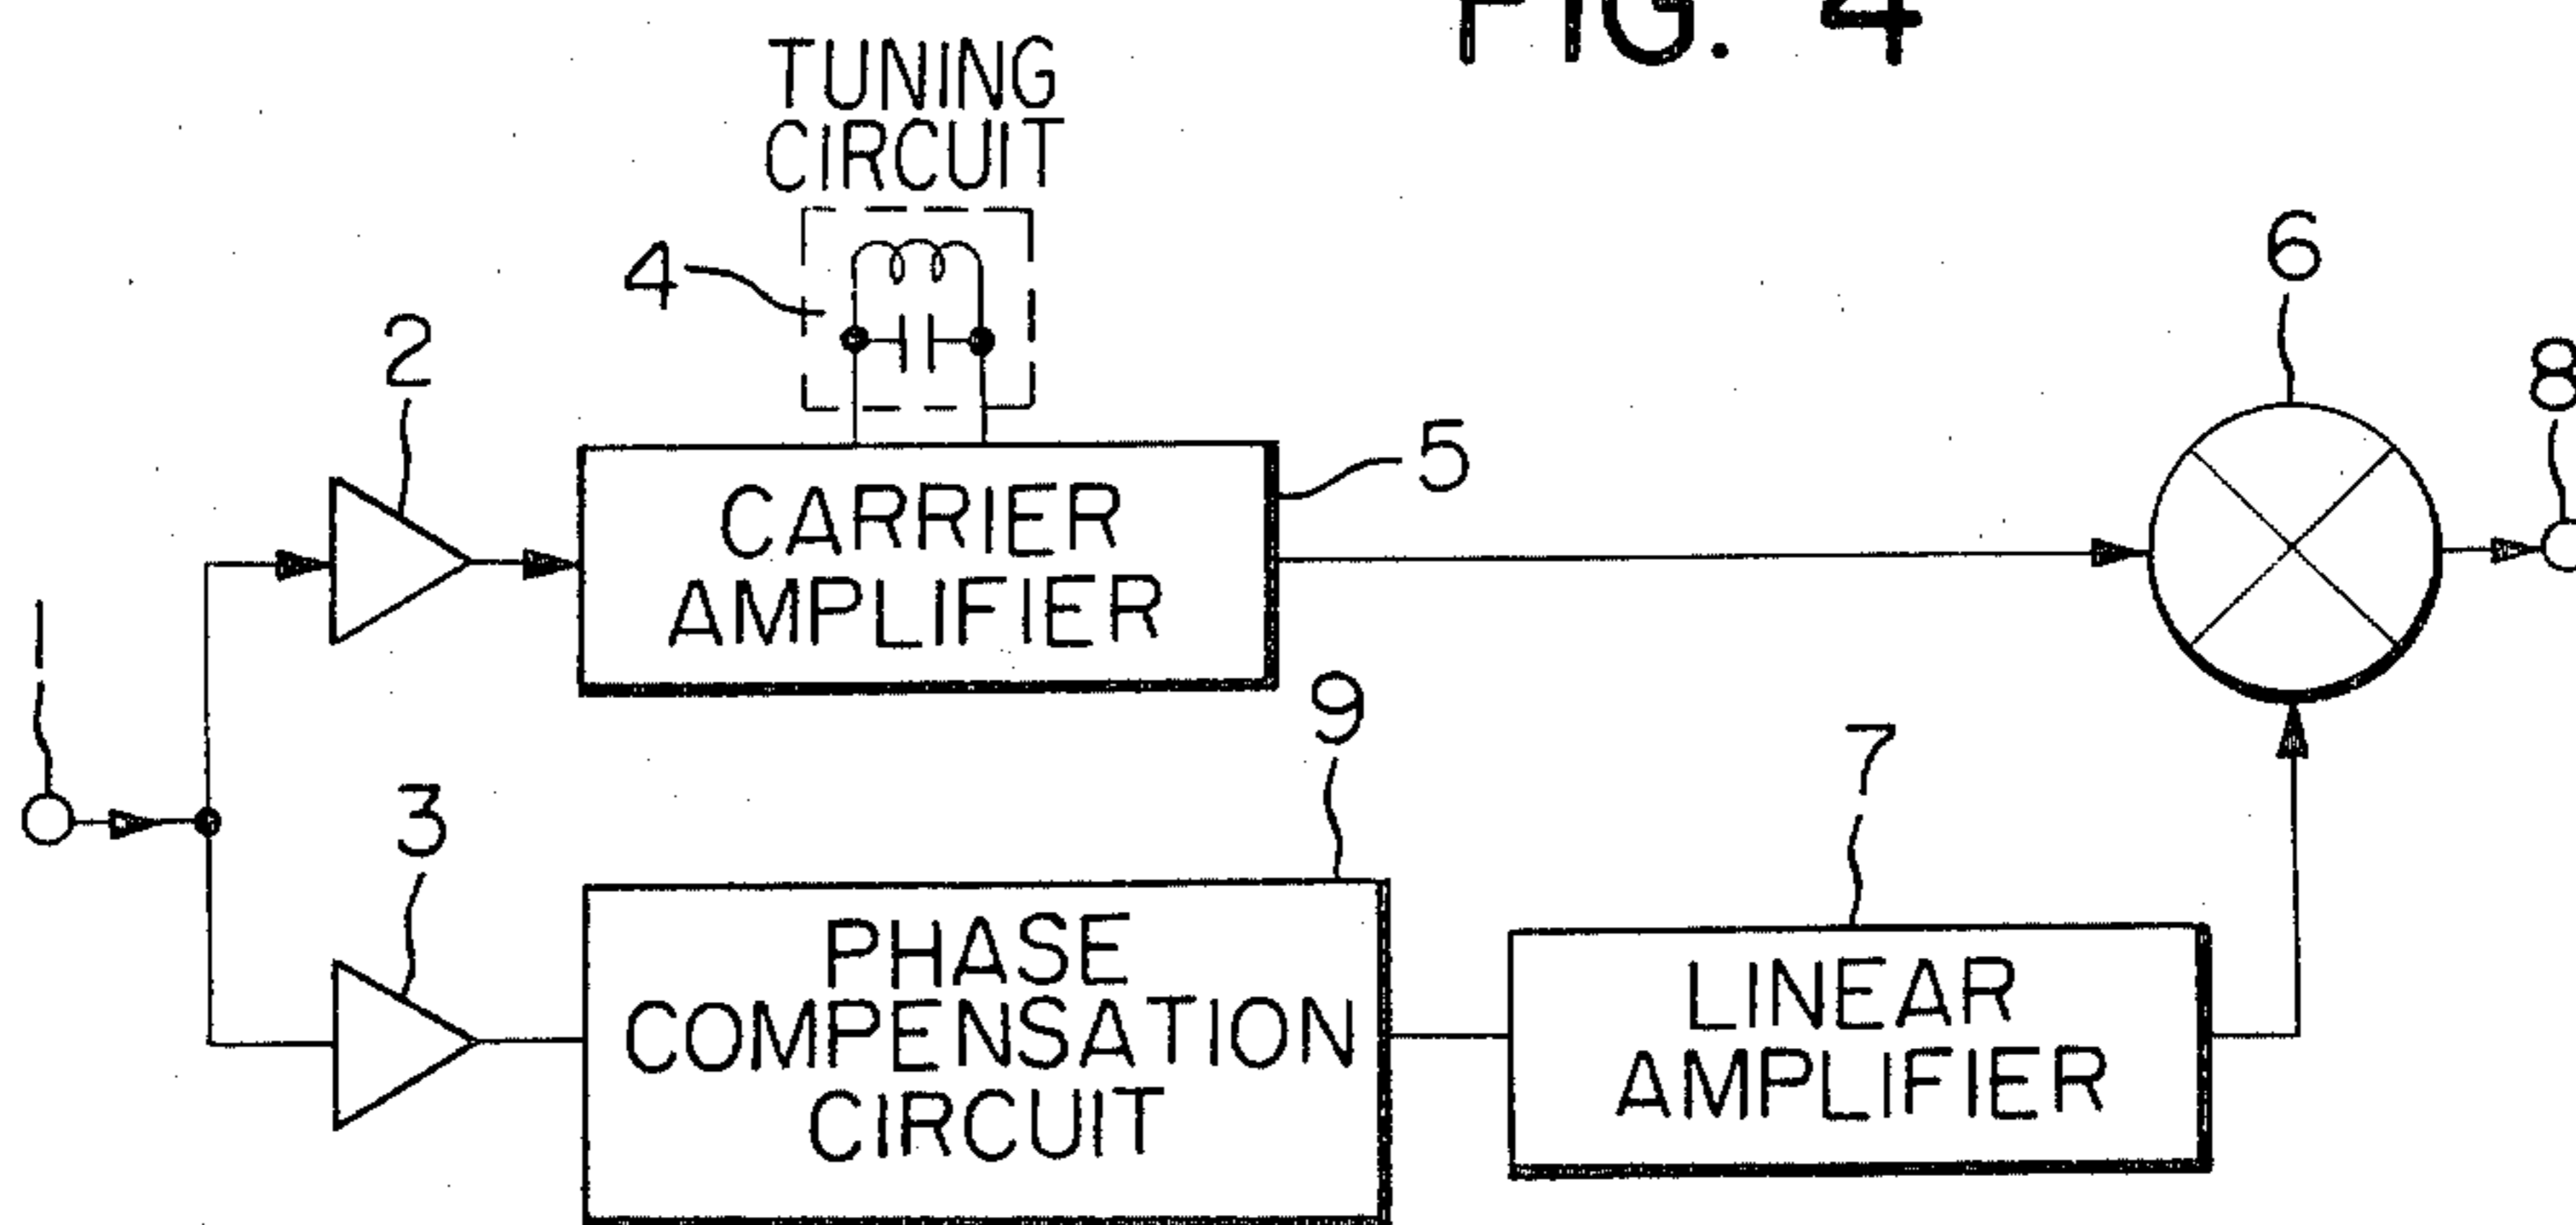 FIG. 4
TUNING
CIRCUIT
4
6
2
8
5
CARRIER
AMPLIFIER
1
9
7
3
PHASE
COMPENSATION
CIRCUIT
LINEAR
AMPLIFIER